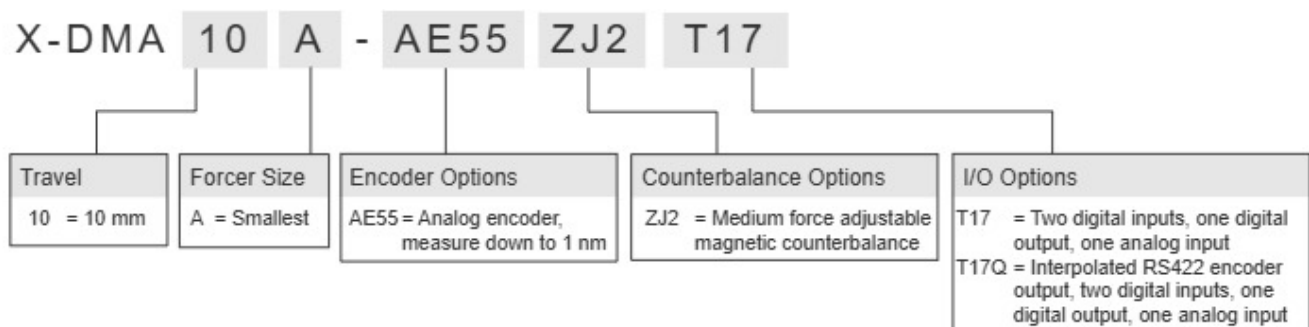 X-DMA 10 A - AE55 ZJ2 T17
Travel
10 = 10 mm
Forcer Size
A = Smallest
Encoder Options
AE55 = Analog encoder,
measure down to 1 nm
Counterbalance Options
ZJ2 = Medium force adjustable
magnetic counterbalance
I/O Options
T17 = Two digital inputs, one digital
output, one analog input
T17Q = Interpolated RS422 encoder
output, two digital inputs, one
digital output, one analog input